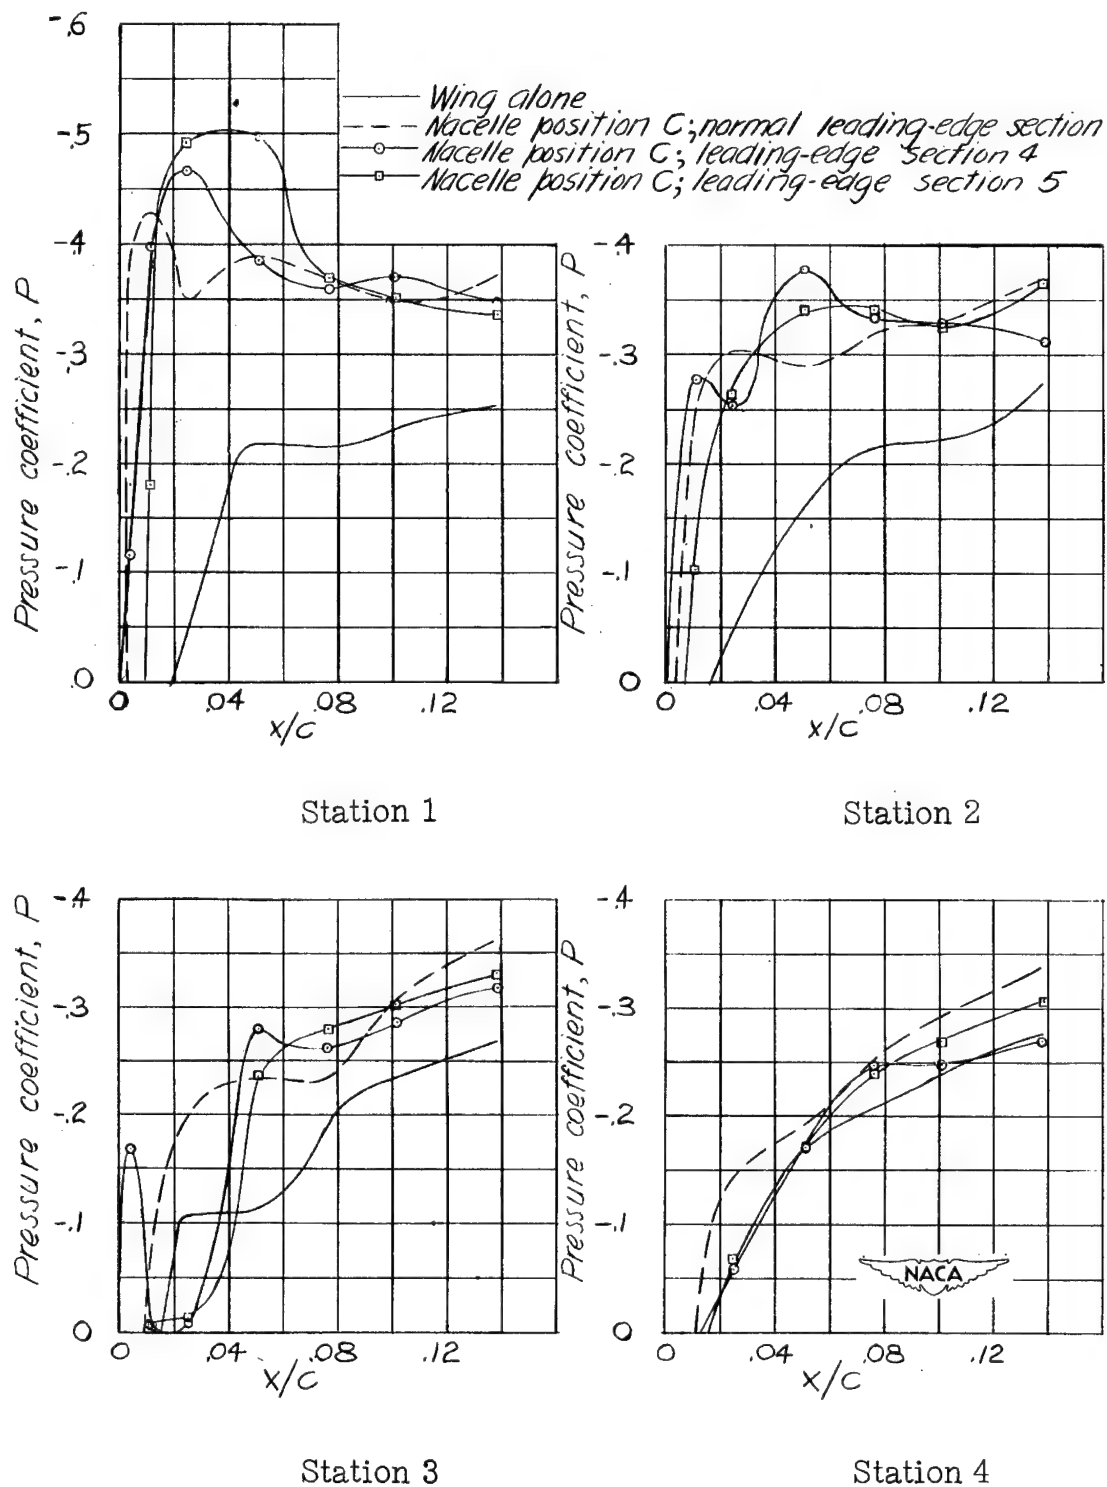 -.6
-.5
-.4
-.3
-.2
-.1
.0
Pressure coefficient, P
Wing alone
Nacelle position C; normal leading-edge section
Nacelle position C; leading-edge section 4
Nacelle position C; leading-edge section 5
0 .04 .08 .12
x/c
Station 1
-.4
-.3
-.2
-.1
0
Pressure coefficient, P
0 .04 .08 .12
x/c
Station 2
-.4
-.3
-.2
-.1
0
Pressure coefficient, P
0 .04 .08 .12
x/c
Station 3
-.4
-.3
-.2
-.1
0
Pressure coefficient, P
NACA
0 .04 .08 .12
x/c
Station 4